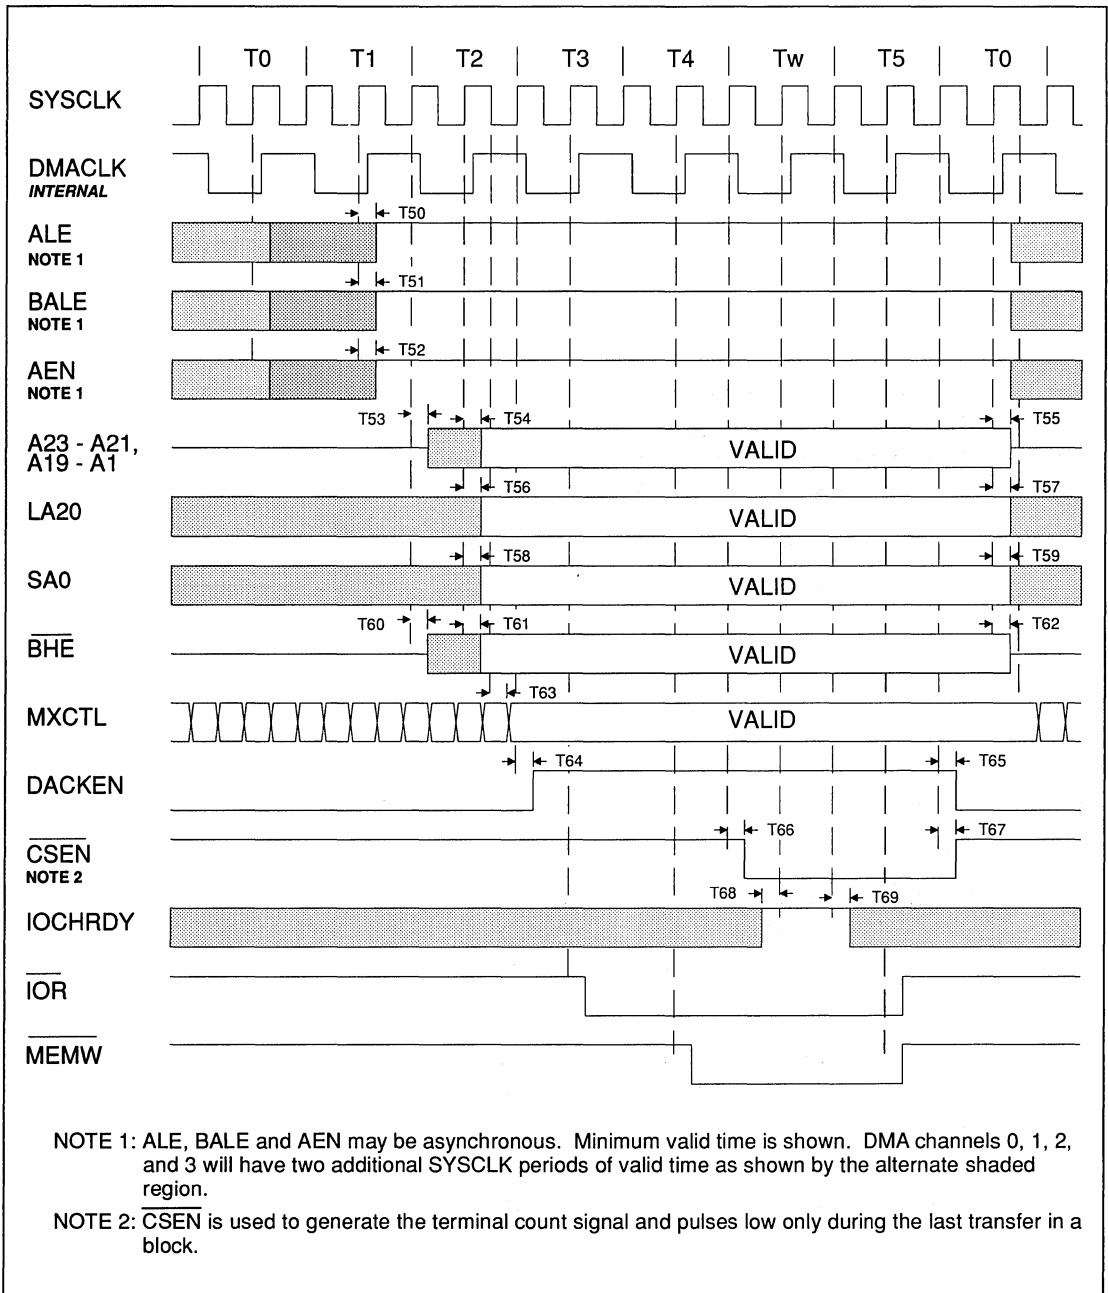 T0 T1 T2 T3 T4 Tw T5 T0
SYSCLK
DMACLK
INTERNAL
T50
ALE
NOTE 1
T51
BALE
NOTE 1
T52
AEN
NOTE 1
T53 T54 T55
A23 - A21,
A19 - A1
VALID
T56 T57
LA20
VALID
T58 T59
SA0
VALID
T60 T61 T62
BHE
VALID
T63
MXCTL
VALID
T64 T65
DACKEN
T66 T67
CSEN
NOTE 2
T68 T69
IOCHRDY
IOR
MEMW
NOTE 1: ALE, BALE and AEN may be asynchronous. Minimum valid time is shown. DMA channels 0, 1, 2,
and 3 will have two additional SYSCLK periods of valid time as shown by the alternate shaded
region.
NOTE 2: CSEN is used to generate the terminal count signal and pulses low only during the last transfer in a
block.